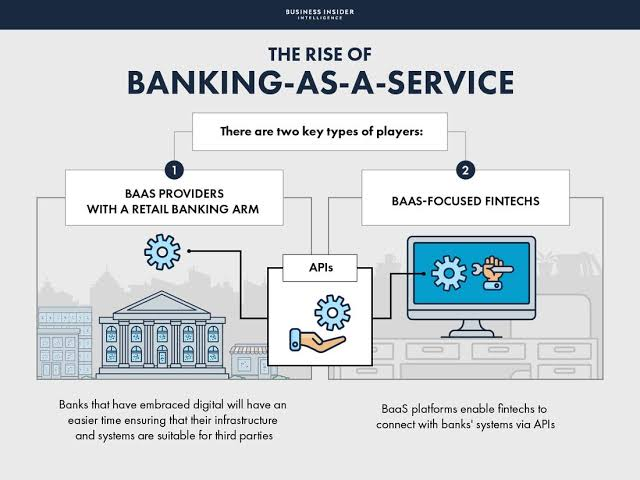 BUSINESS INSIDER
INTELLIGENCE
THE RISE OF
BANKING-AS-A-SERVICE
There are two key types of players:
1
BAAS PROVIDERS
WITH A RETAIL BANKING ARM
2
BAAS-FOCUSED FINTECHS
APIs
Banks that have embraced digital will have an
easier time ensuring that their infrastructure
and systems are suitable for third parties
BaaS platforms enable fintechs to
connect with banks' systems via APIs